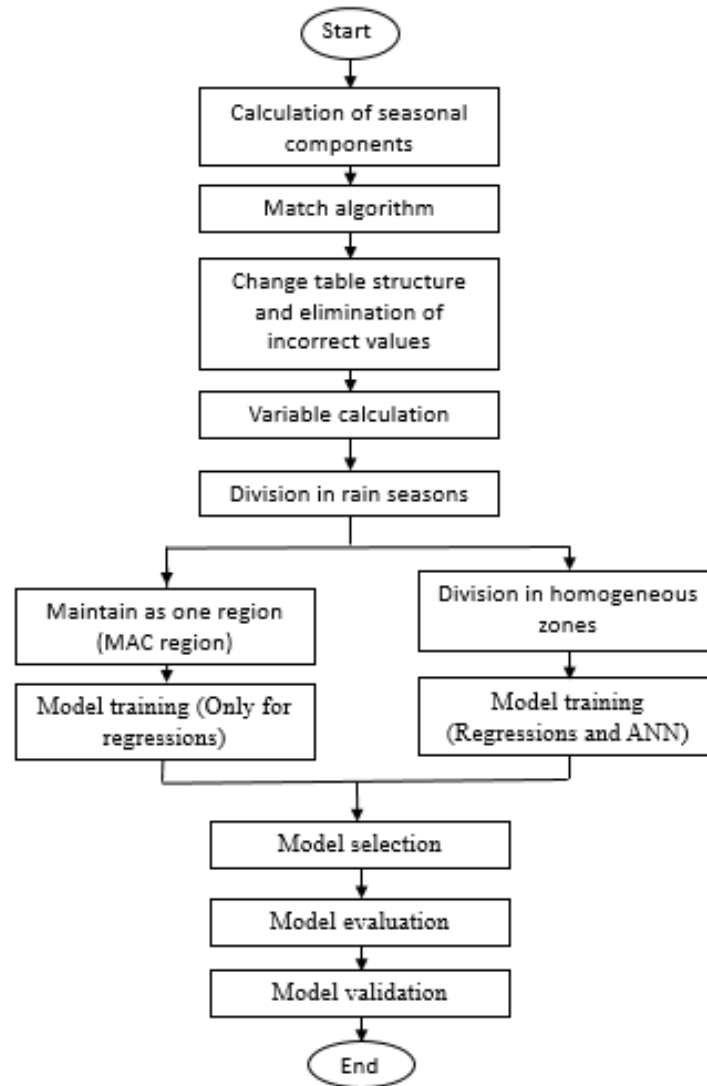 Start
Calculation of seasonal
components
Match algorithm
Change table structure
and elimination of
incorrect values
Variable calculation
Division in rain seasons
Maintain as one region
(MAC region)
Model training (Only for
regressions)
Division in homogeneous
zones
Model training
(Regressions and ANN)
Model selection
Model evaluation
Model validation
End